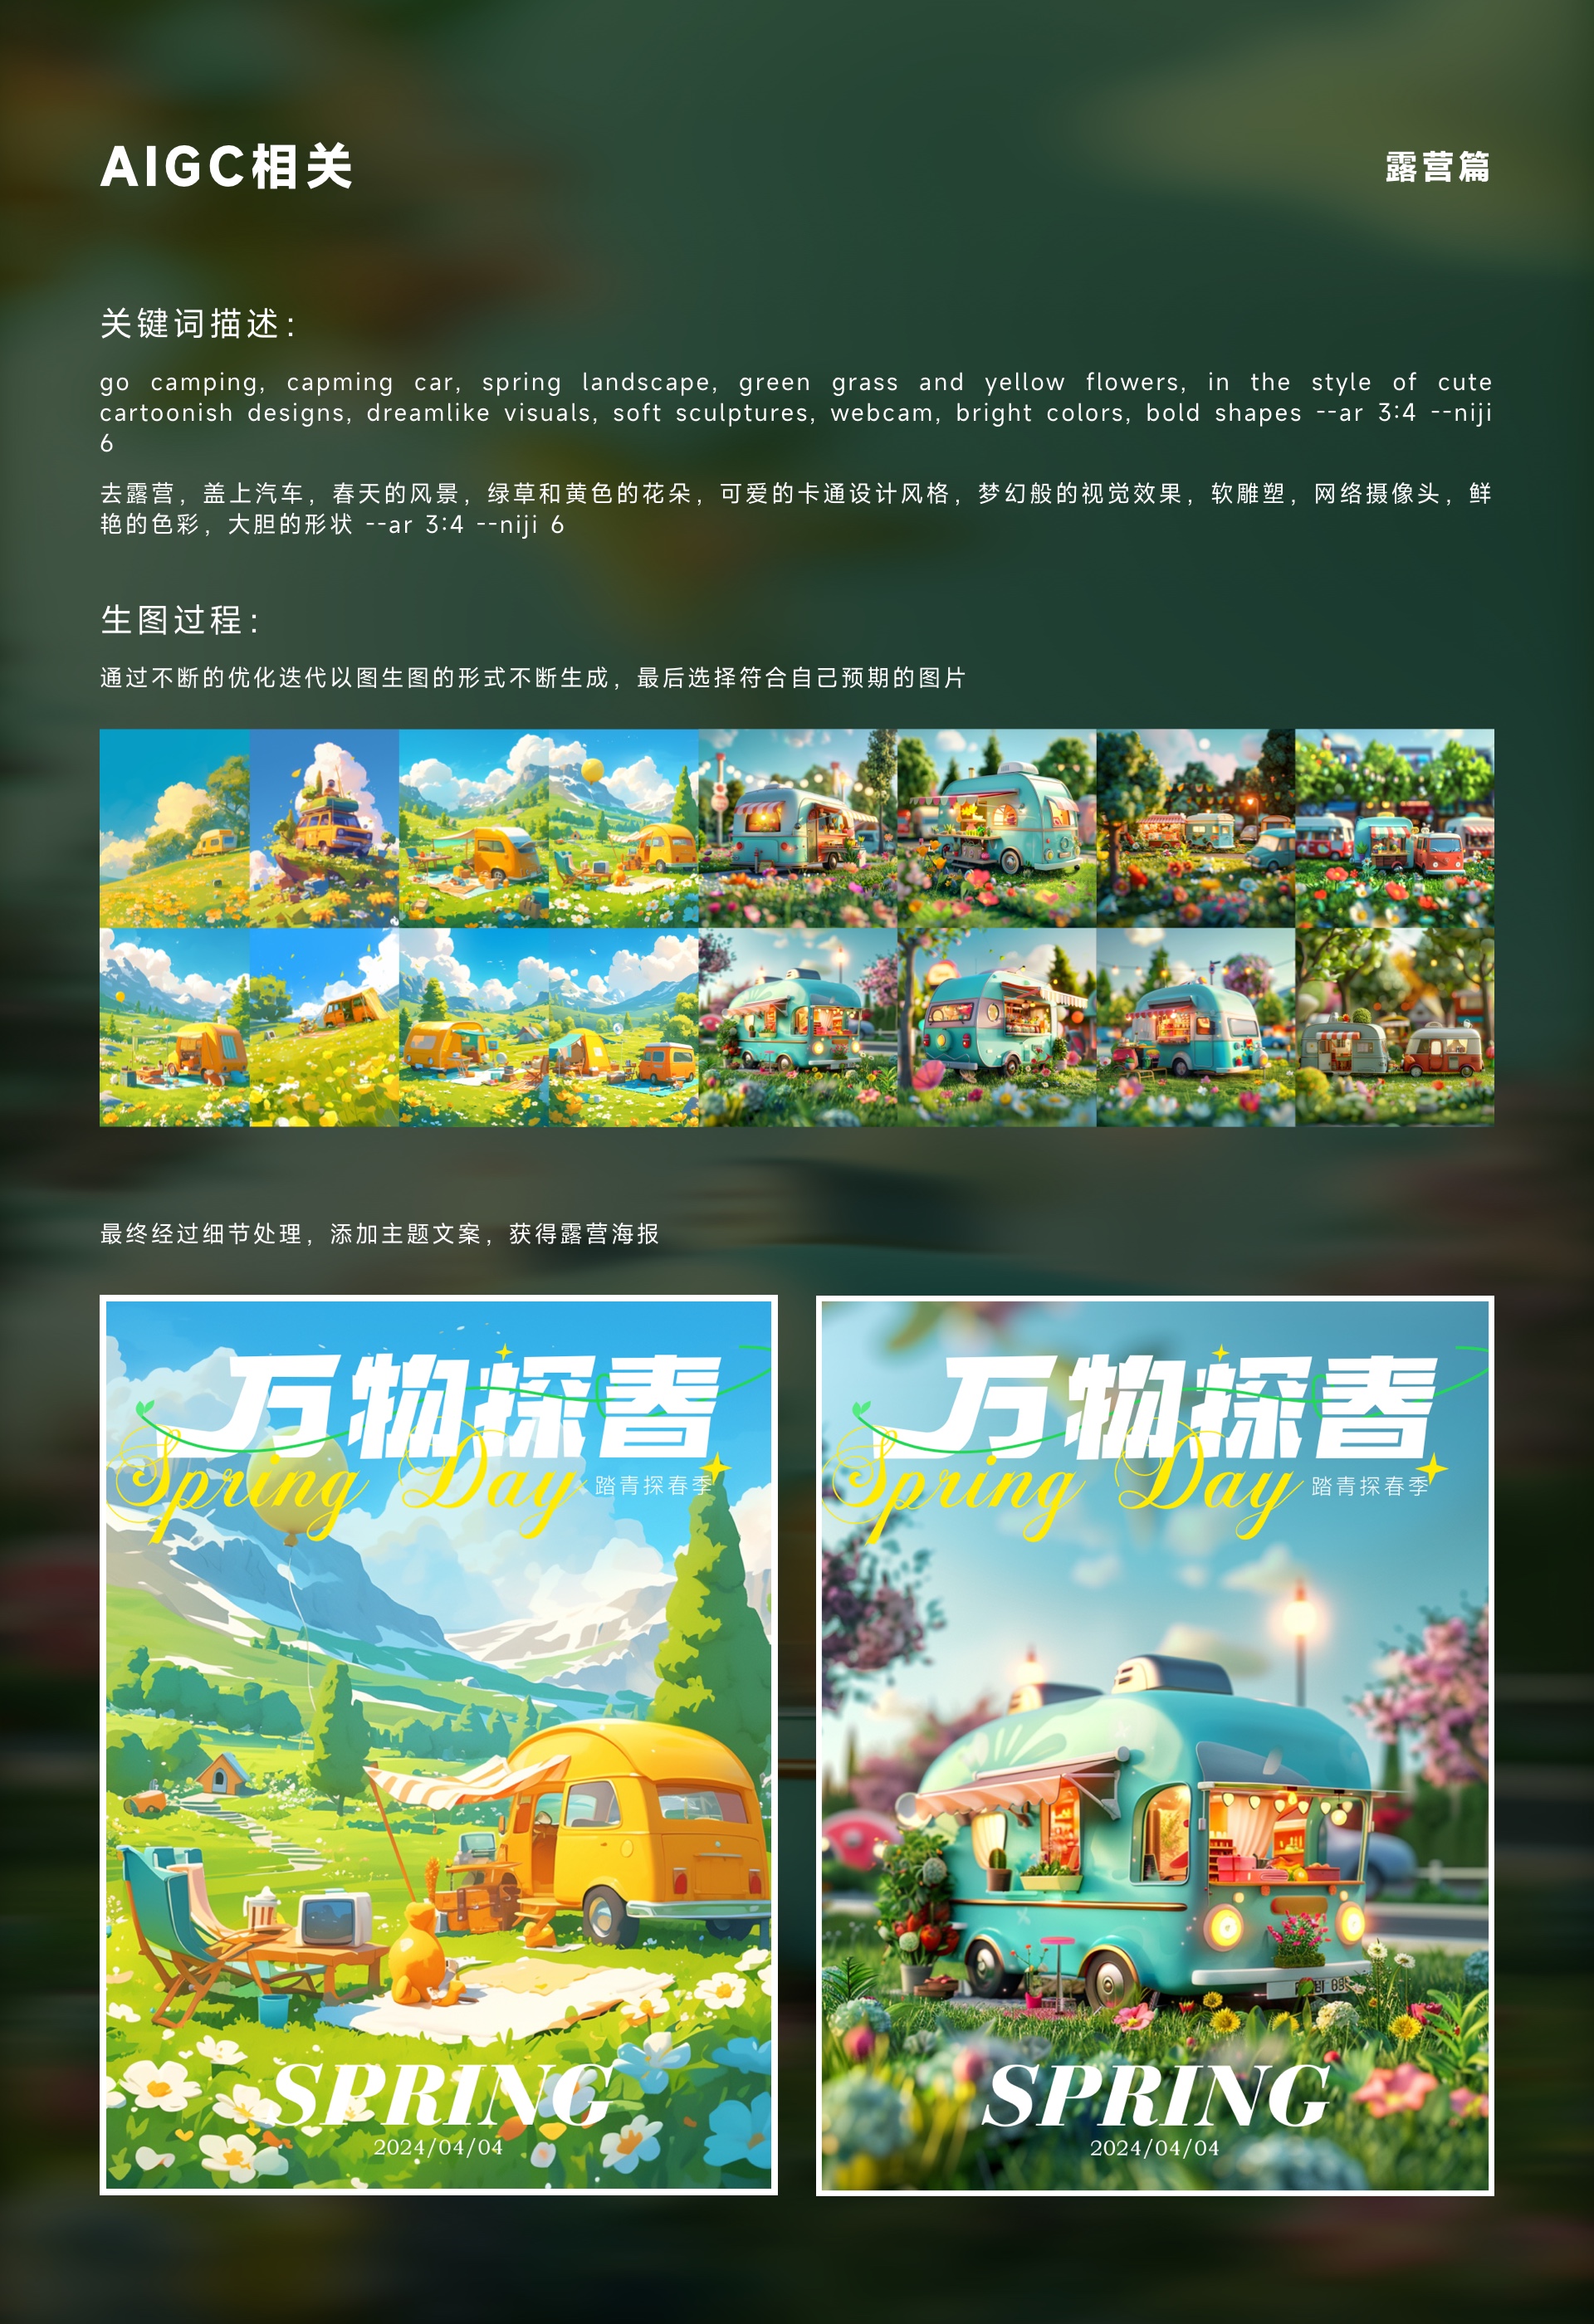 AIGC相关
露营篇
关键词描述：
go camping, capming car, spring landscape, green grass and yellow flowers, in the style of cute
cartoonish designs, dreamlike visuals, soft sculptures, webcam, bright colors, bold shapes --ar 3:4 --niji
6
去露营，盖上汽车，春天的风景，绿草和黄色的花朵，可爱的卡通设计风格，梦幻般的视觉效果，软雕塑，网络摄像头，鲜
艳的色彩，大胆的形状 --ar 3:4 --niji 6
生图过程：
通过不断的优化迭代以图生图的形式不断生成，最后选择符合自己预期的图片
最终经过细节处理，添加主题文案，获得露营海报
万物探春
Spring Day
踏青探春季
SPRING
2024/04/04
万物探春
Spring Day
踏青探春季
SPRING
2024/04/04